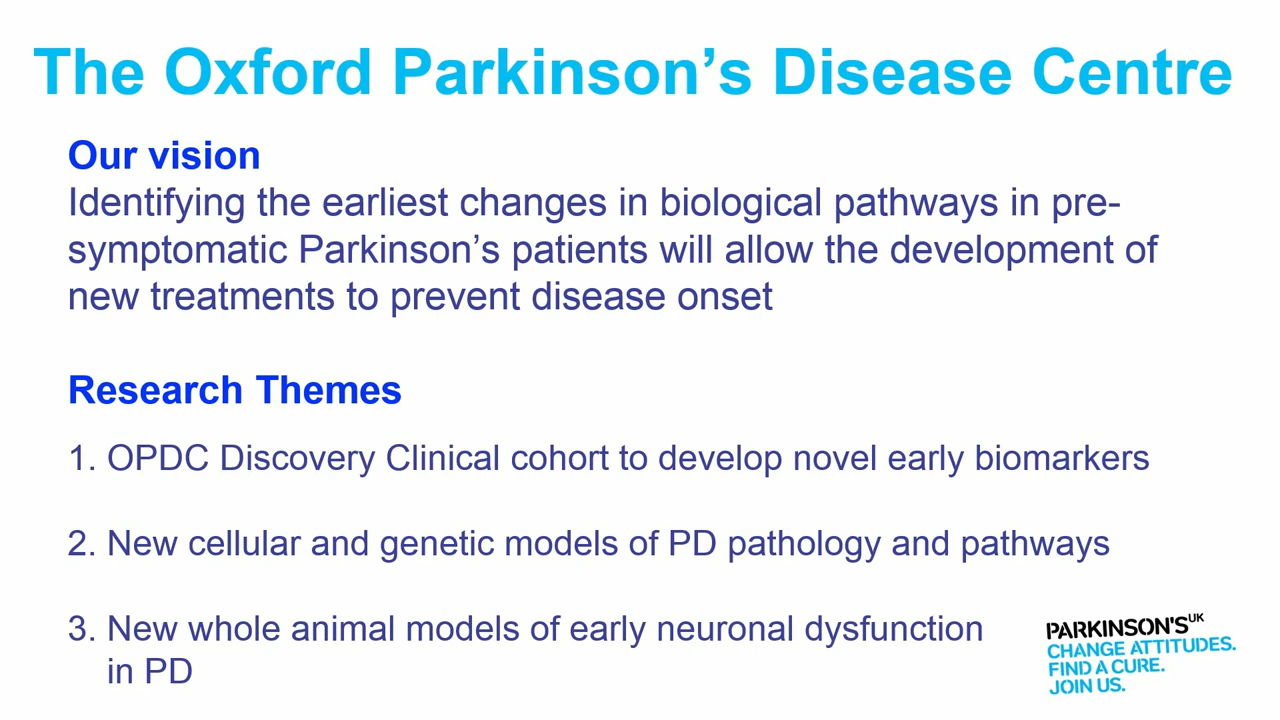 The Oxford Parkinson’s Disease Centre
Our vision
Identifying the earliest changes in biological pathways in pre-
symptomatic Parkinson’s patients will allow the development of
new treatments to prevent disease onset
Research Themes
1. OPDC Discovery Clinical cohort to develop novel early biomarkers
2. New cellular and genetic models of PD pathology and pathways
3. New whole animal models of early neuronal dysfunction
in PD
PARKINSON'S UK
CHANGE ATTITUDES.
FIND A CURE.
JOIN US.